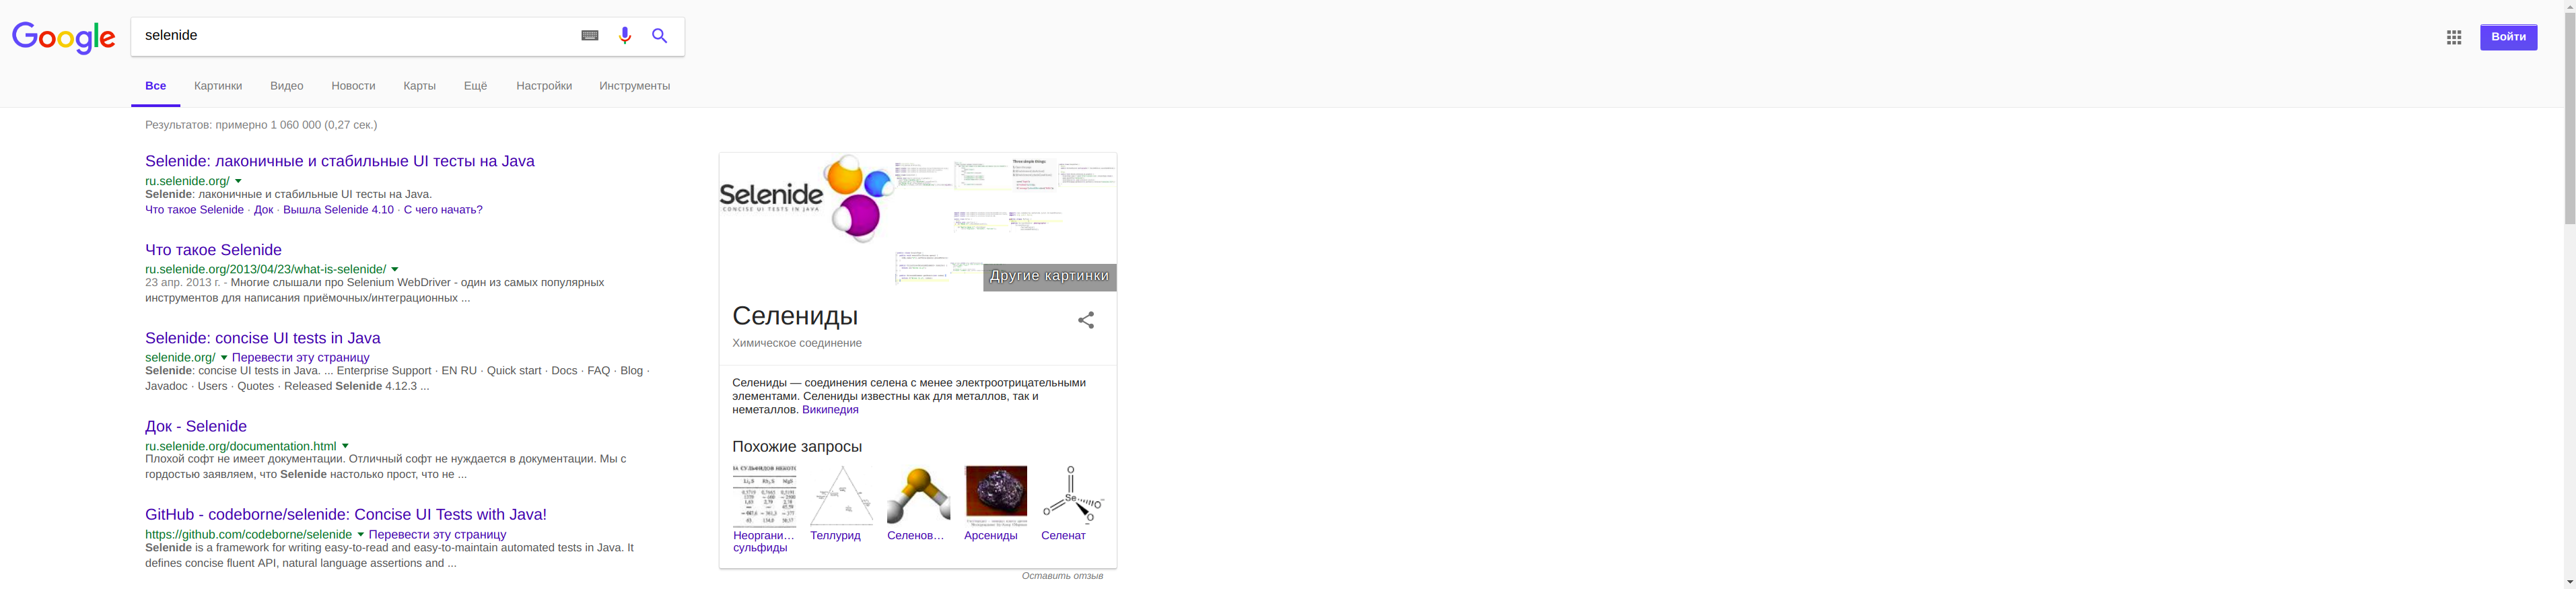 Google
selenide
Войти
Все
Картинки
Видео
Новости
Карты
Ещё
Настройки
Инструменты
Результатов: примерно 1 060 000 (0,27 сек.)
Selenide: лаконичные и стабильные UI тесты на Java
ru.selenide.org/
Selenide: лаконичные и стабильные UI тесты на Java.
Что такое Selenide · Док · Вышла Selenide 4.10 · С чего начать?
Что такое Selenide
ru.selenide.org/2013/04/23/what-is-selenide/
23 апр. 2013 г. - Многие слышали про Selenium WebDriver - один из самых популярных
инструментов для написания приёмочных/интеграционных ...
Selenide: concise UI tests in Java
selenide.org/ Перевести эту страницу
Selenide: concise UI tests in Java. ... Enterprise Support · EN RU · Quick start · Docs · FAQ · Blog ·
Javadoc · Users · Quotes · Released Selenide 4.12.3 ...
Док - Selenide
ru.selenide.org/documentation.html
Плохой софт не имеет документации. Отличный софт не нуждается в документации. Мы с
гордостью заявляем, что Selenide настолько прост, что не ...
GitHub - codeborne/selenide: Concise UI Tests with Java!
https://github.com/codeborne/selenide Перевести эту страницу
Selenide is a framework for writing easy-to-read and easy-to-maintain automated tests in Java. It
defines concise fluent API, natural language assertions and ...
Selenide
CONCISE UI TESTS IN JAVA
Three simple things:
Другие картинки
Селениды
Химическое соединение
Селениды — соединения селена с менее электроотрицательными
элементами. Селениды известны как для металлов, так и
неметаллов. Википедия
Похожие запросы
Se
O
O
O
O
Неоргани...
сульфиды
Теллурид
Селенов...
Арсениды
Селенат
Оставить отзыв